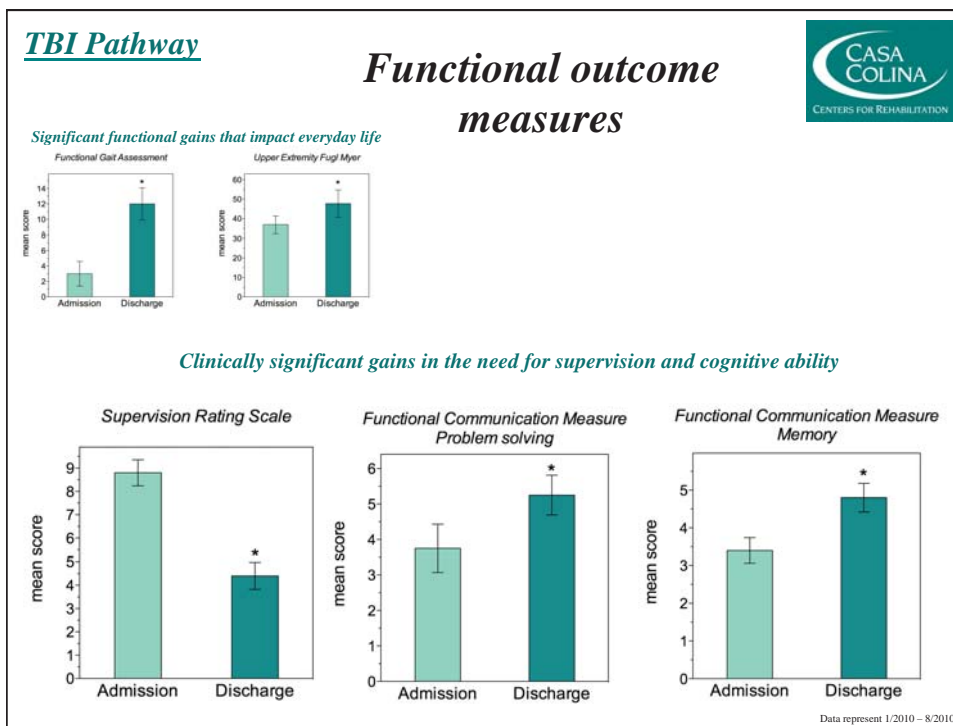 TBI Pathway
Functional outcome
measures
CASA
COLINA
CENTERS FOR REHABILITATION
Significant functional gains that impact everyday life
Functional Gait Assessment
mean score
14
12
10
8
6
4
2
0
Admission Discharge
*
Upper Extremity Fugl Myer
mean score
60
50
40
30
20
10
0
Admission Discharge
*
Clinically significant gains in the need for supervision and cognitive ability
Supervision Rating Scale
mean score
9
8
7
6
5
4
3
2
1
0
Admission Discharge
*
Functional Communication Measure
Problem solving
mean score
6
5
4
3
2
1
0
Admission Discharge
*
Functional Communication Measure
Memory
mean score
5
4
3
2
1
0
Admission Discharge
*
Data represent 1/2010 – 8/2010